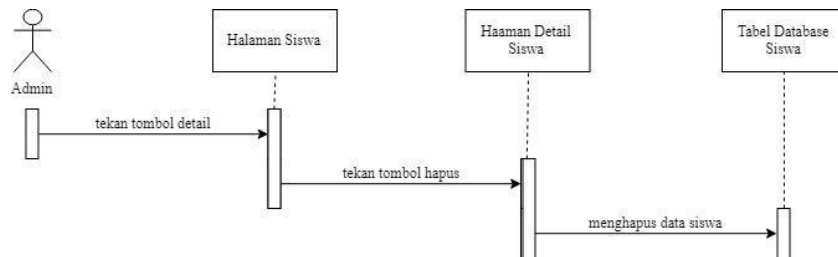 Halaman Siswa
Haaman Detail
Siswa
Tabel Database
Siswa
Admin
tekan tombol detail
tekan tombol hapus
menghapus data siswa